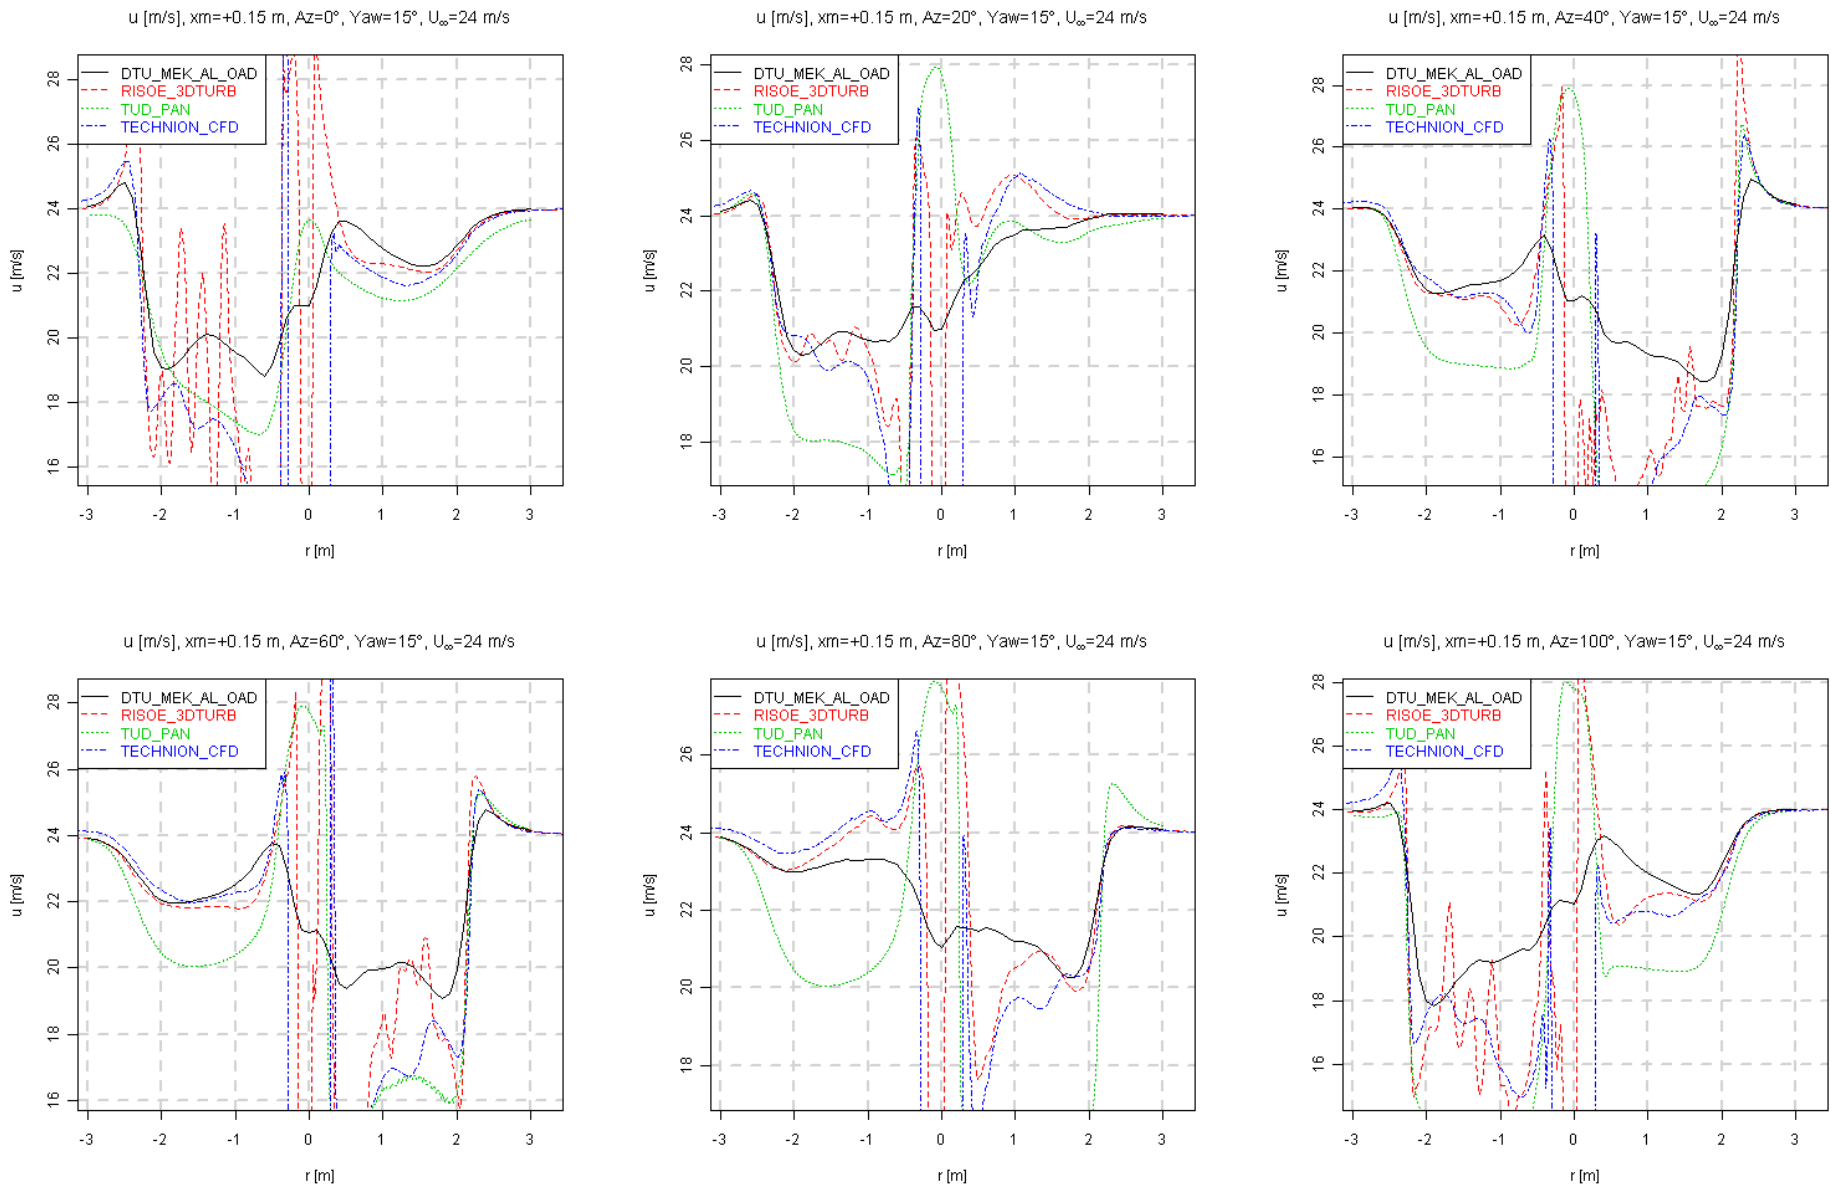 u [m/s], xm=+0.15 m, Az=0°, Yaw=15°, U∞=24 m/s
DTU_MEK_AL_OAD
RISOE_3DTURB
TUD_PAN
TECHNION_CFD
u [m/s]
28
26
24
22
20
18
16
-3 -2 -1 0 1 2 3
r [m]
u [m/s], xm=+0.15 m, Az=20°, Yaw=15°, U∞=24 m/s
DTU_MEK_AL_OAD
RISOE_3DTURB
TUD_PAN
TECHNION_CFD
u [m/s]
28
26
24
22
20
18
-3 -2 -1 0 1 2 3
r [m]
u [m/s], xm=+0.15 m, Az=40°, Yaw=15°, U∞=24 m/s
DTU_MEK_AL_OAD
RISOE_3DTURB
TUD_PAN
TECHNION_CFD
u [m/s]
28
26
24
22
20
18
16
-3 -2 -1 0 1 2 3
r [m]
u [m/s], xm=+0.15 m, Az=60°, Yaw=15°, U∞=24 m/s
DTU_MEK_AL_OAD
RISOE_3DTURB
TUD_PAN
TECHNION_CFD
u [m/s]
28
26
24
22
20
18
16
-3 -2 -1 0 1 2 3
r [m]
u [m/s], xm=+0.15 m, Az=80°, Yaw=15°, U∞=24 m/s
DTU_MEK_AL_OAD
RISOE_3DTURB
TUD_PAN
TECHNION_CFD
u [m/s]
26
24
22
20
18
-3 -2 -1 0 1 2 3
r [m]
u [m/s], xm=+0.15 m, Az=100°, Yaw=15°, U∞=24 m/s
DTU_MEK_AL_OAD
RISOE_3DTURB
TUD_PAN
TECHNION_CFD
u [m/s]
28
26
24
22
20
18
16
-3 -2 -1 0 1 2 3
r [m]